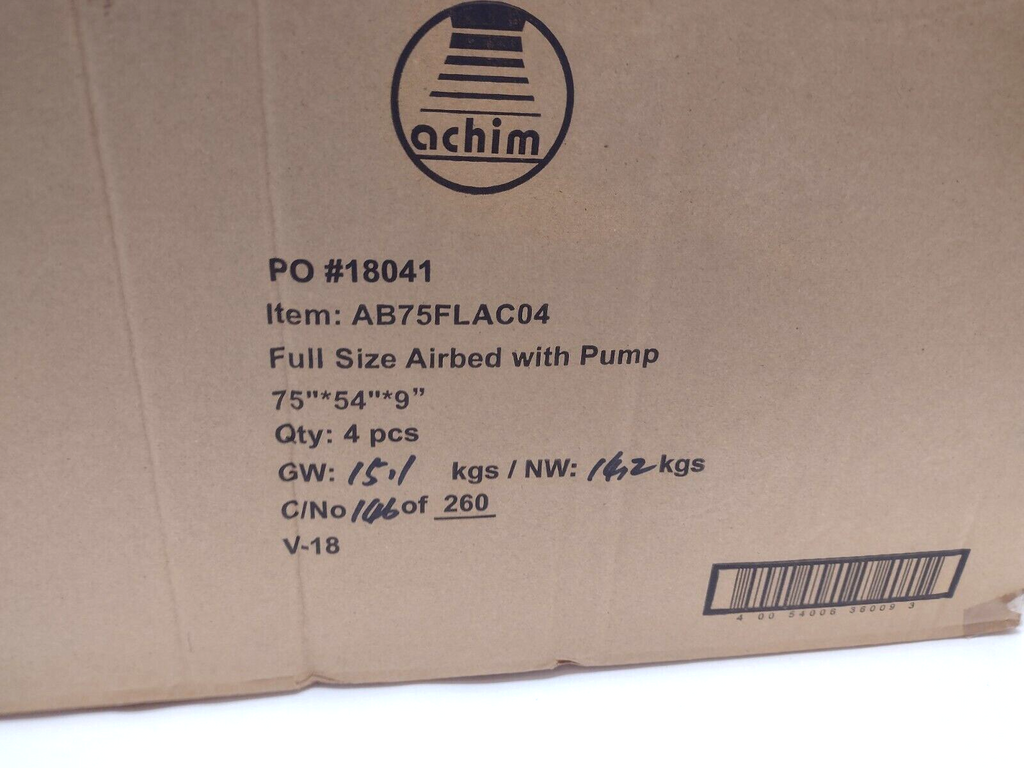 achim
PO #18041
Item: AB75FLAC04
Full Size Airbed with Pump
75"*54"*9”
Qty: 4 pcs
GW: 15.1 kgs / NW: 14.2 kgs
C/No 146 of 260
V-18
4 00 54006 38009 3